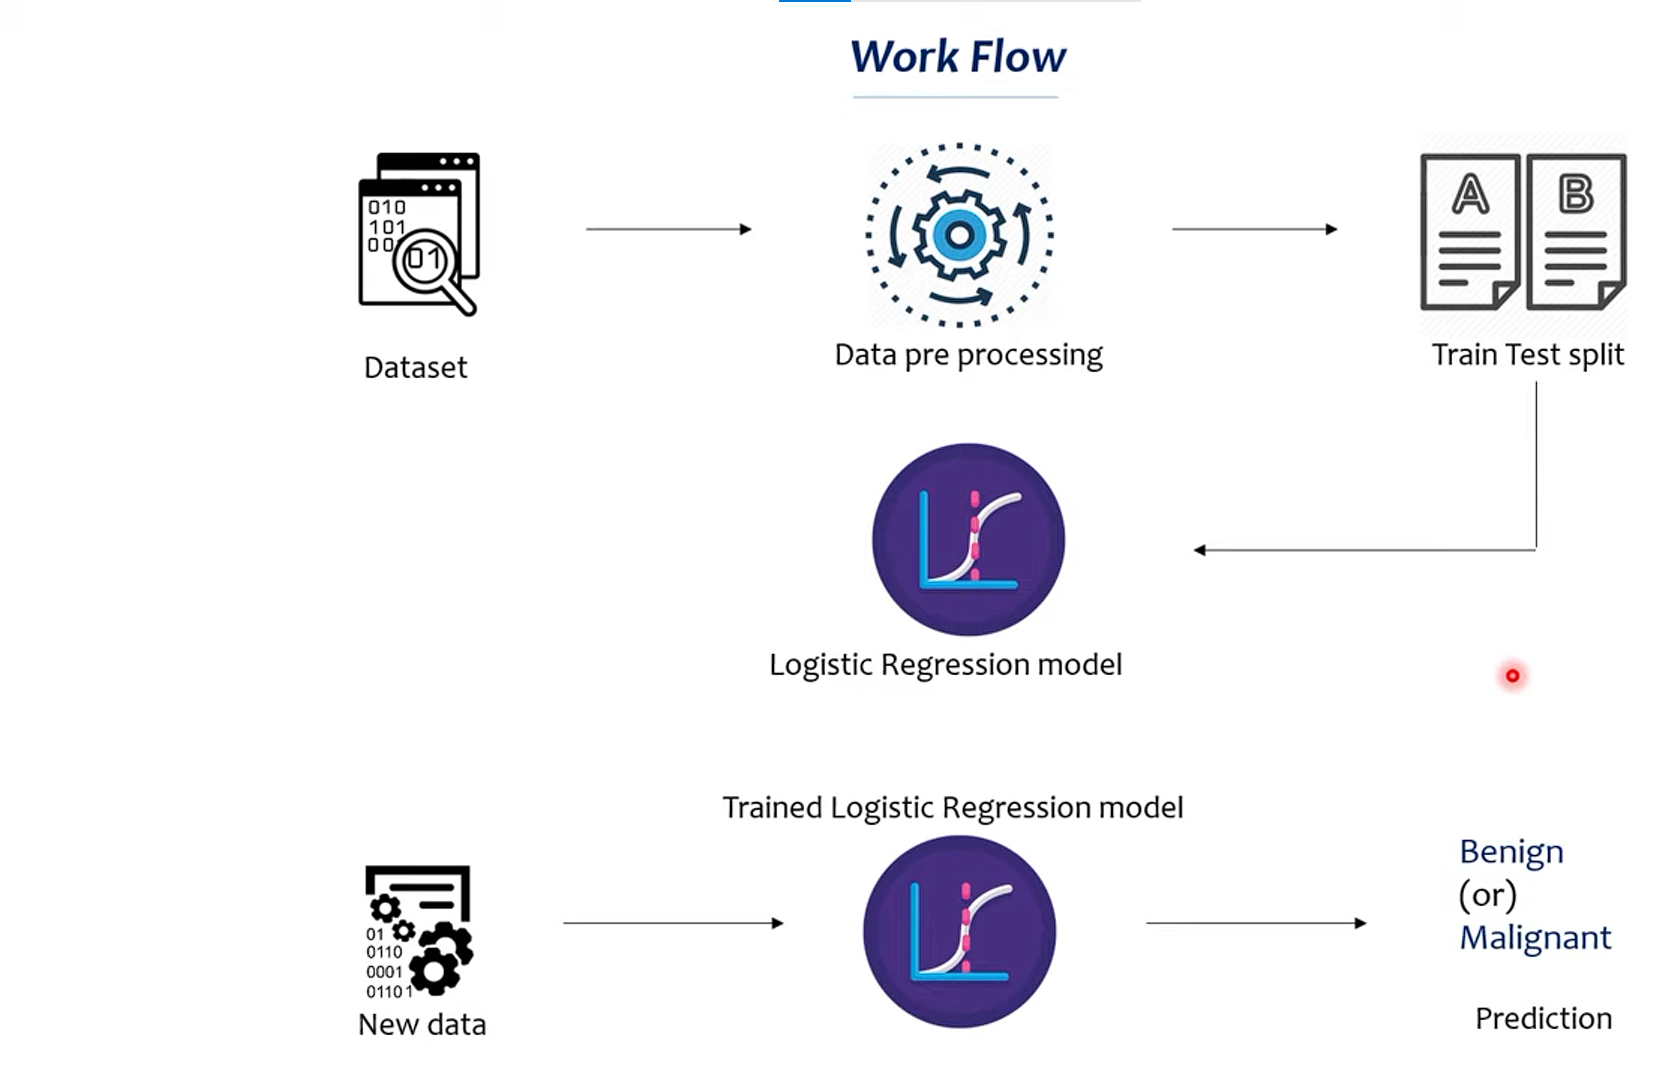 Work Flow
010
101
00
01
A
B
Dataset
Data pre processing
Train Test split
Logistic Regression model
Trained Logistic Regression model
01
0110
0001
01101
Benign
(or)
Malignant
New data
Prediction